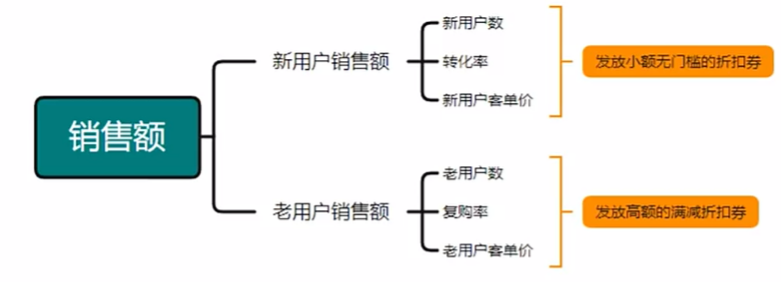 销售额
新用户销售额
新用户数
转化率
新用户客单价
发放小额无门槛的折扣券
老用户销售额
老用户数
复购率
老用户客单价
发放高额的满减折扣券